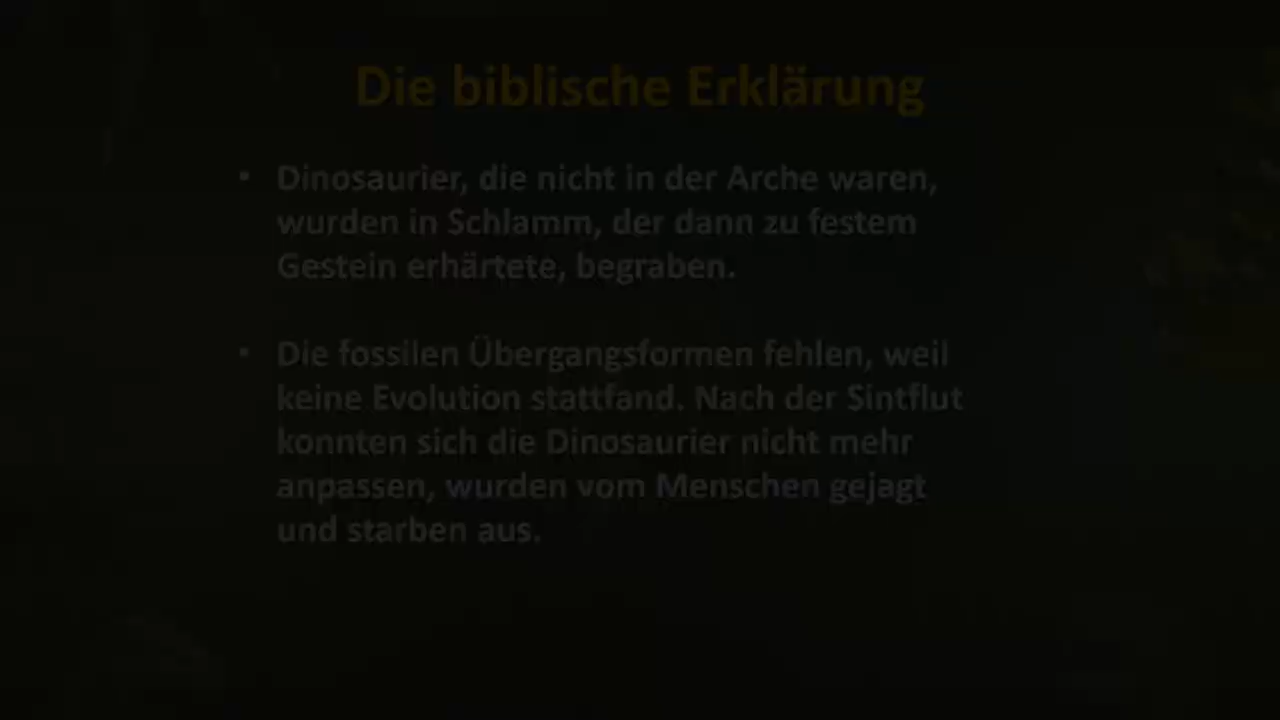 Die biblische Erklärung
• Dinosaurier, die nicht in der Arche waren,
wurden in Schlamm, der dann zu festem
Gestein erhärtete, begraben.
• Die fossilen Übergangsformen fehlen, weil
keine Evolution stattfand. Nach der Sintflut
konnten sich die Dinosaurier nicht mehr
anpassen, wurden vom Menschen gejagt
und starben aus.